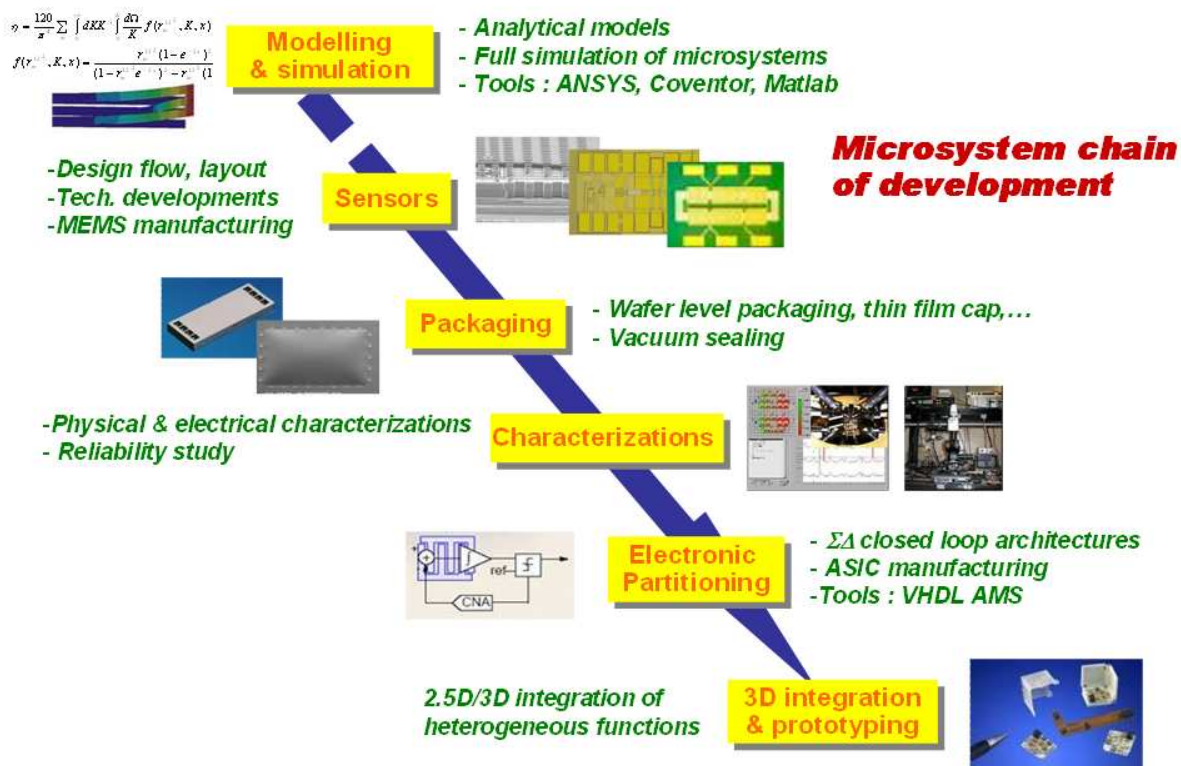 Modelling
& simulation
- Analytical models
- Full simulation of microsystems
- Tools : ANSYS, Coventor, Matlab
Microsystem chain
of development
-Design flow, layout
-Tech. developments
-MEMS manufacturing
Sensors
Packaging
- Wafer level packaging, thin film cap,…
- Vacuum sealing
-Physical & electrical characterizations
- Reliability study
Characterizations
+
ref
CNA
Electronic
Partitioning
- ΣΔ closed loop architectures
- ASIC manufacturing
-Tools : VHDL AMS
2.5D/3D integration of
heterogeneous functions
3D integration
& prototyping